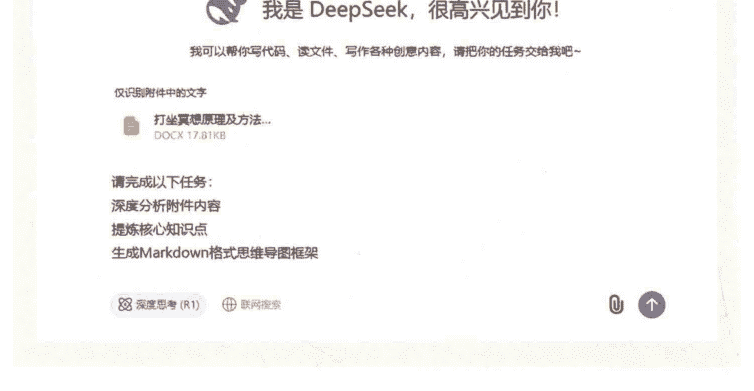 我是 DeepSeek，很高兴见到你！
我可以帮你写代码、读文件、写作各种创意内容，请把你的任务交给我吧~
仅识别附件中的文字
打坐冥想原理及方法...
DOCX 17.81KB
请完成以下任务：
深度分析附件内容
提炼核心知识点
生成Markdown格式思维导图框架
深度思考 (R1)
联网搜索